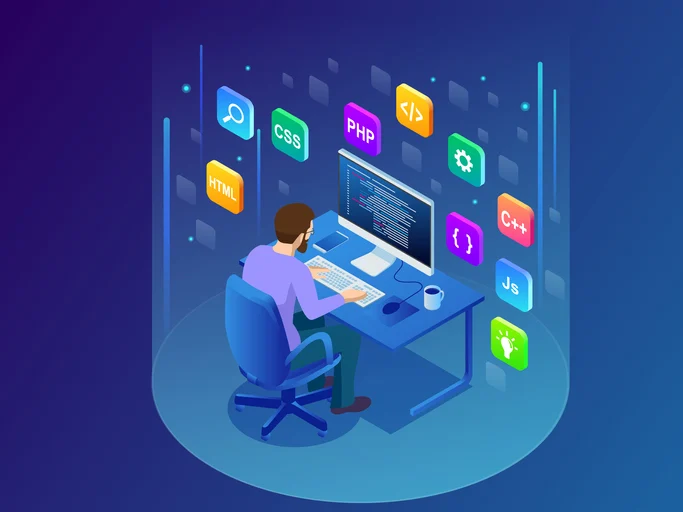 CSS
PHP
</>
HTML
{ }
C++
Js